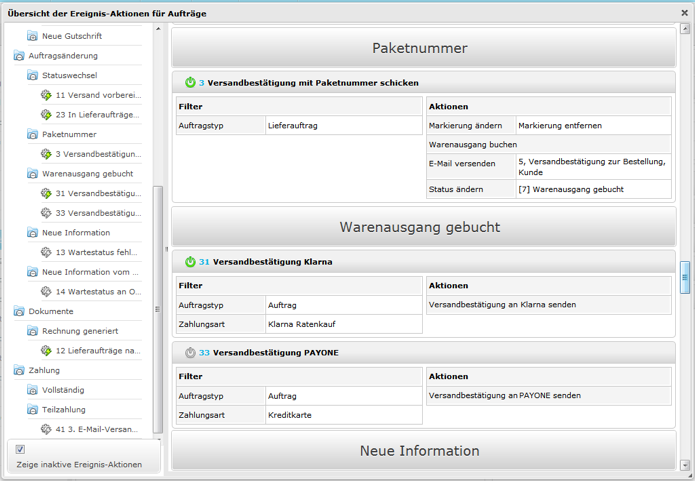 Übersicht der Ereignis-Aktionen für Aufträge
Neue Gutschrift
Auftragsänderung
Statuswechsel
11 Versand vorberei...
23 In Lieferaufträge...
Paketnummer
3 Versandbestätigun...
Warenausgang gebucht
31 Versandbestätigu...
33 Versandbestätigu...
Neue Information
13 Wartestatus fehl...
Neue Information vom ...
14 Wartestatus an O...
Dokumente
Rechnung generiert
12 Lieferaufträge na...
Zahlung
Vollständig
Teilzahlung
41 3. E-Mail-Versan...
Zeige inaktive Ereignis-Aktionen
Paketnummer
3 Versandbestätigung mit Paketnummer schicken
Filter
Auftragstyp Lieferauftrag
Aktionen
Markierung ändern Markierung entfernen
Warenausgang buchen
E-Mail versenden 5, Versandbestätigung zur Bestellung,
Kunde
Status ändern [7] Warenausgang gebucht
Warenausgang gebucht
31 Versandbestätigung Klarna
Filter
Auftragstyp Auftrag
Zahlungsart Klarna Ratenkauf
Aktionen
Versandbestätigung an Klarna senden
33 Versandbestätigung PAYONE
Filter
Auftragstyp Auftrag
Zahlungsart Kreditkarte
Aktionen
Versandbestätigung an PAYONE senden
Neue Information